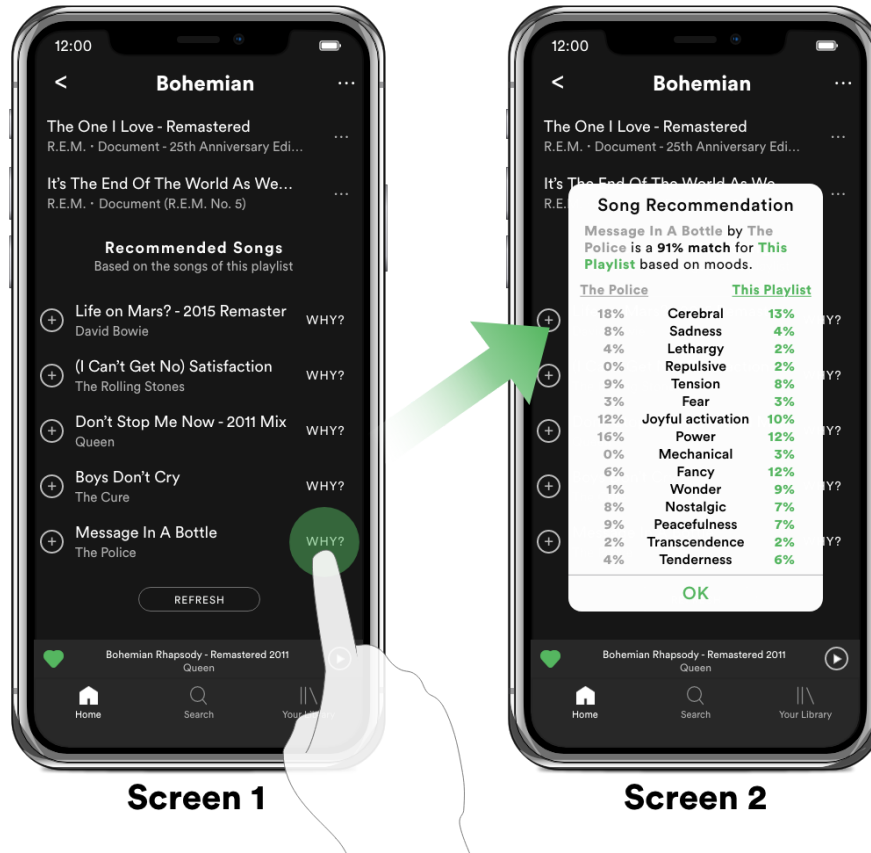 12:00
< Bohemian ...
The One I Love - Remastered
R.E.M. • Document - 25th Anniversary Edi... ...
It's The End Of The World As We...
R.E.M. • Document (R.E.M. No. 5) ...
Recommended Songs
Based on the songs of this playlist
Life on Mars? - 2015 Remaster
David Bowie
WHY?
(I Can't Get No) Satisfaction
The Rolling Stones
WHY?
Don't Stop Me Now - 2011 Mix
Queen
WHY?
Boys Don't Cry
The Cure
WHY?
Message In A Bottle
The Police
WHY?
REFRESH
Bohemian Rhapsody - Remastered 2011
Queen
Home Search Your Library
Screen 1
12:00
< Bohemian ...
The One I Love - Remastered
R.E.M. • Document - 25th Anniversary Edi... ...
It's The End Of The World As We...
R.E. ...
Song Recommendation
Message In A Bottle by The
Police is a 91% match for This
Playlist based on moods.
The Police This Playlist
18% Cerebral 13%
8% Sadness 4%
4% Lethargy 2%
0% Repulsive 2%
9% Tension 8%
3% Fear 3%
12% Joyful activation 10%
16% Power 12%
0% Mechanical 3%
6% Fancy 12%
1% Wonder 9%
8% Nostalgic 7%
9% Peacefulness 7%
2% Transcendence 2%
4% Tenderness 6%
OK
Y?
Y?
Y?
Y?
Y?
Bohemian Rhapsody - Remastered 2011
Queen
Home Search Your Library
Screen 2